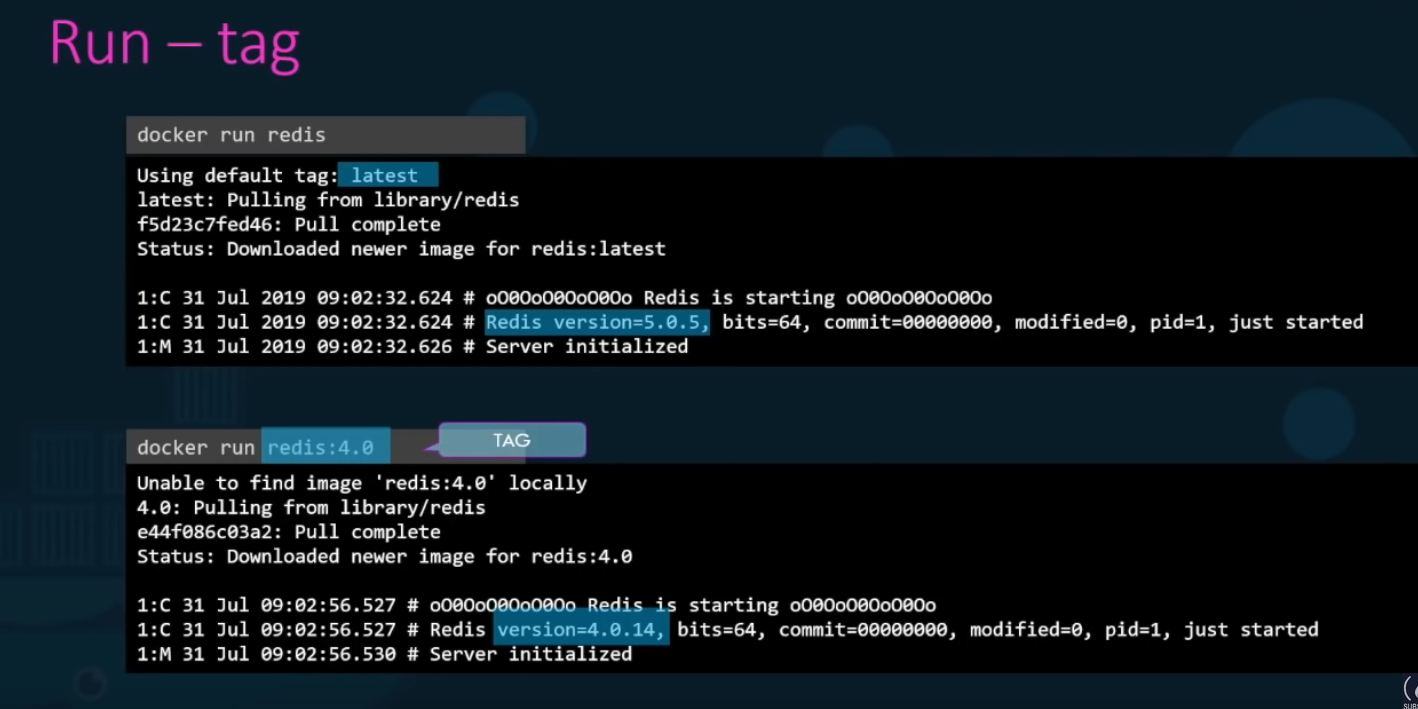 Run – tag
docker run redis
Using default tag: latest
latest: Pulling from library/redis
f5d23c7fed46: Pull complete
Status: Downloaded newer image for redis:latest
1:C 31 Jul 2019 09:02:32.624 # oO0OoO0OoO0Oo Redis is starting oO0OoO0OoO0Oo
1:C 31 Jul 2019 09:02:32.624 # Redis version=5.0.5, bits=64, commit=00000000, modified=0, pid=1, just started
1:M 31 Jul 2019 09:02:32.626 # Server initialized
docker run redis:4.0
TAG
Unable to find image 'redis:4.0' locally
4.0: Pulling from library/redis
e44f086c03a2: Pull complete
Status: Downloaded newer image for redis:4.0
1:C 31 Jul 09:02:56.527 # oO0OoO0OoO0Oo Redis is starting oO0OoO0OoO0Oo
1:C 31 Jul 09:02:56.527 # Redis version=4.0.14, bits=64, commit=00000000, modified=0, pid=1, just started
1:M 31 Jul 09:02:56.530 # Server initialized